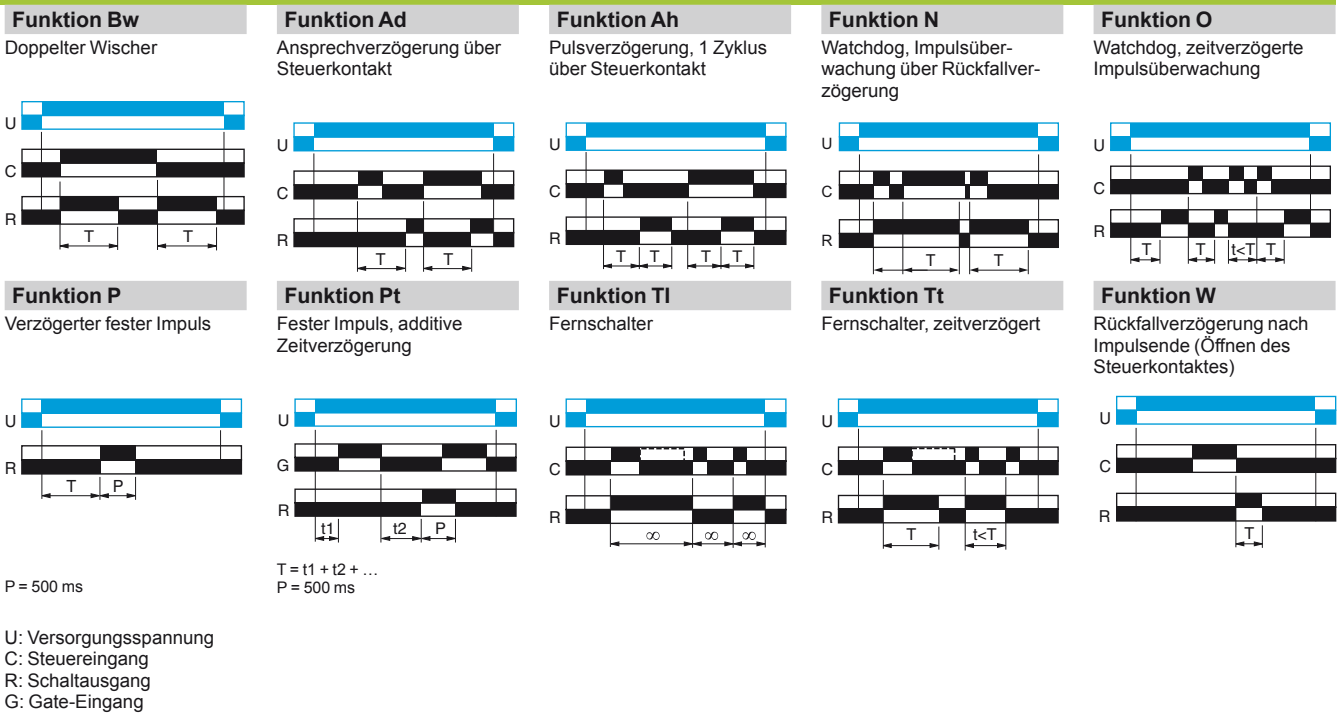 Funktion Bw
Doppelter Wischer
U
C
R
T T
Funktion Ad
Ansprechverzögerung über
Steuerkontakt
U
C
R
T T
Funktion Ah
Pulsverzögerung, 1 Zyklus
über Steuerkontakt
U
C
R
T T T T
Funktion N
Watchdog, Impulsüber-
wachung über Rückfallver-
zögerung
U
C
R
T T
Funktion O
Watchdog, zeitverzögerte
Impulsüberwachung
U
C
R
T T t<T T
Funktion P
Verzögerter fester Impuls
U
R
T P
P = 500 ms
Funktion Pt
Fester Impuls, additive
Zeitverzögerung
U
G
R
t1 t2 P
T = t1 + t2 + …
P = 500 ms
Funktion Tl
Fernschalter
U
C
R
∞ ∞ ∞
Funktion Tt
Fernschalter, zeitverzögert
U
C
R
T t<T
Funktion W
Rückfallverzögerung nach
Impulsende (Öffnen des
Steuerkontaktes)
U
C
R
T
U: Versorgungsspannung
C: Steuereingang
R: Schaltausgang
G: Gate-Eingang